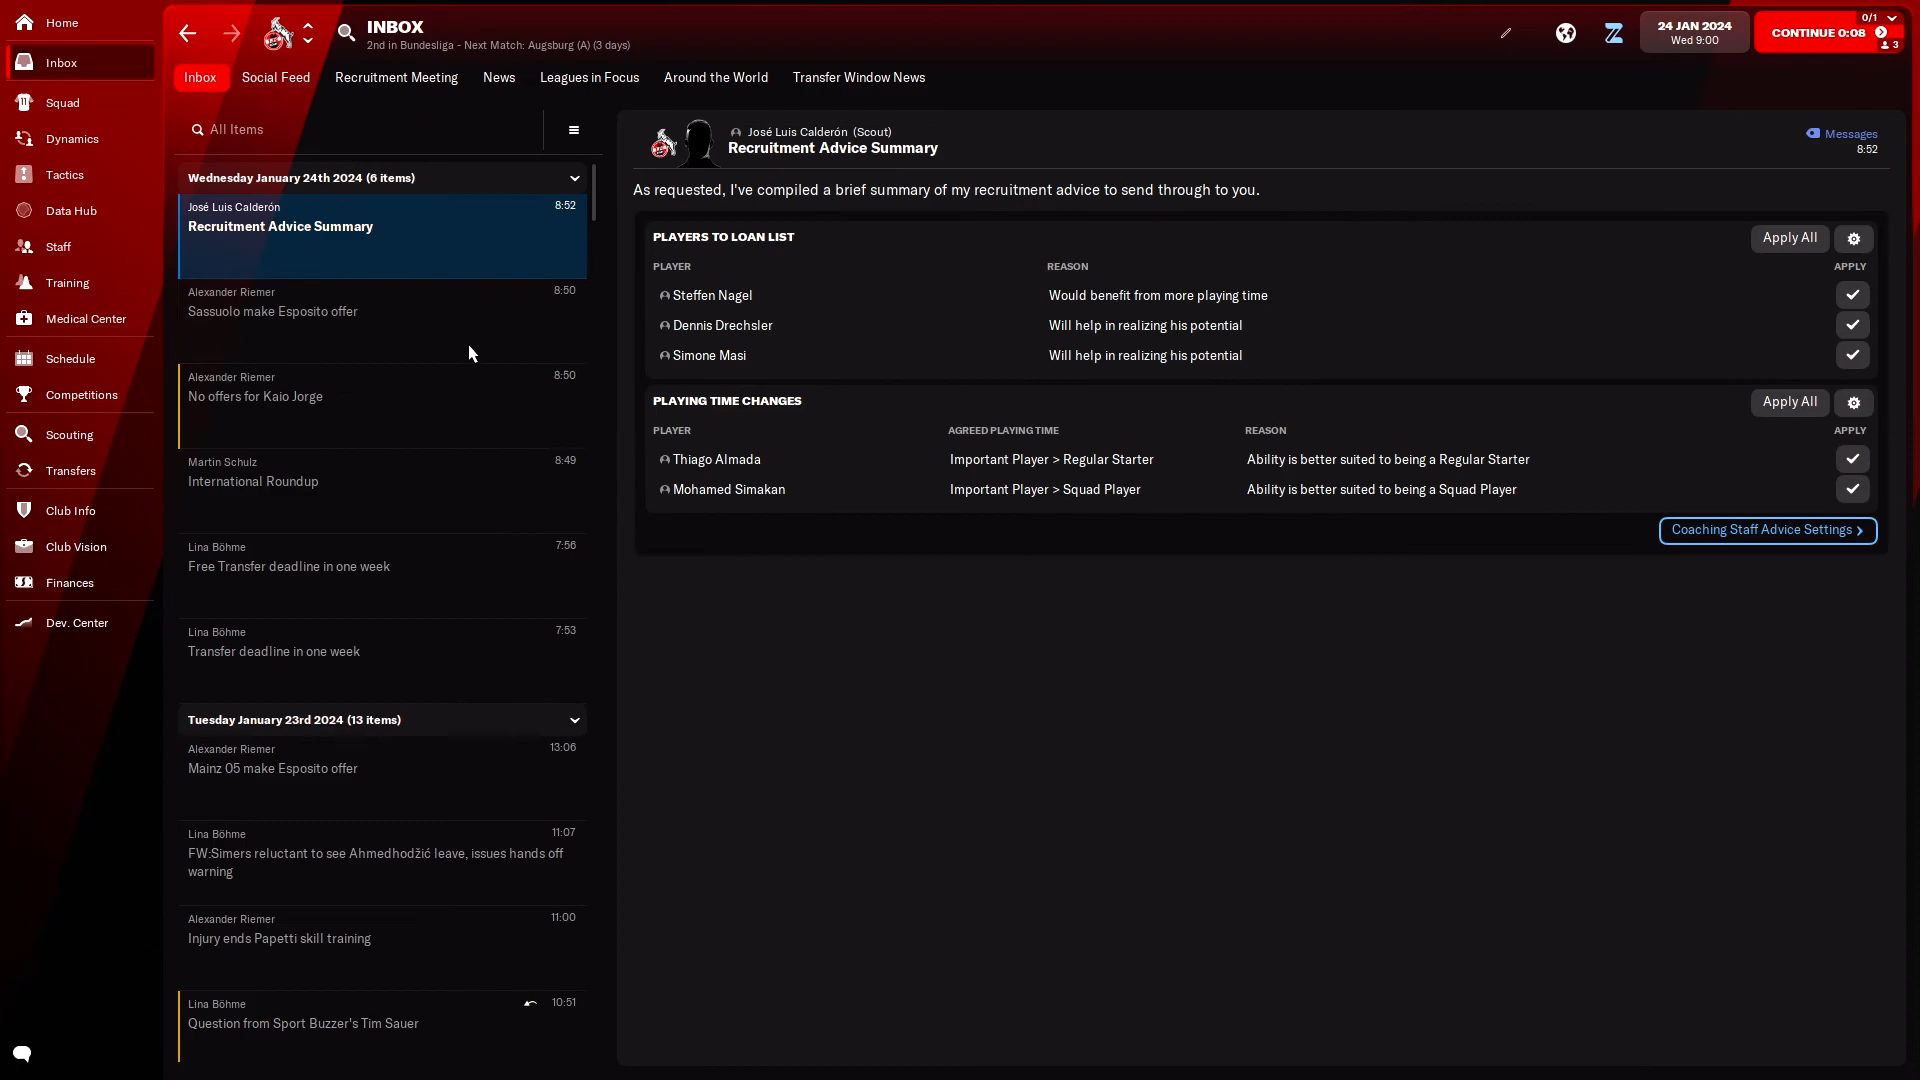 Home
Inbox
Squad
Dynamics
Tactics
Data Hub
Staff
Training
Medical Center
Schedule
Competitions
Scouting
Transfers
Club Info
Club Vision
Finances
Dev. Center
INBOX
2nd in Bundesliga - Next Match: Augsburg (A) (3 days)
24 JAN 2024
Wed 9:00
CONTINUE 0:08
0/1
3
Inbox Social Feed Recruitment Meeting News Leagues in Focus Around the World Transfer Window News
All Items
Wednesday January 24th 2024 (6 items)
José Luis Calderón 8:52
Recruitment Advice Summary
Alexander Riemer 8:50
Sassuolo make Esposito offer
Alexander Riemer 8:50
No offers for Kaio Jorge
Martin Schulz 8:49
International Roundup
Lina Böhme 7:56
Free Transfer deadline in one week
Lina Böhme 7:53
Transfer deadline in one week
Tuesday January 23rd 2024 (13 items)
Alexander Riemer 13:06
Mainz 05 make Esposito offer
Lina Böhme 11:07
FW:Simers reluctant to see Ahmedhodžić leave, issues hands off
warning
Alexander Riemer 11:00
Injury ends Papetti skill training
Lina Böhme 10:51
Question from Sport Buzzer's Tim Sauer
José Luis Calderón (Scout)
Recruitment Advice Summary
Messages
8:52
As requested, I've compiled a brief summary of my recruitment advice to send through to you.
PLAYERS TO LOAN LIST Apply All
PLAYER REASON APPLY
Steffen Nagel Would benefit from more playing time
Dennis Drechsler Will help in realizing his potential
Simone Masi Will help in realizing his potential
PLAYING TIME CHANGES Apply All
PLAYER AGREED PLAYING TIME REASON APPLY
Thiago Almada Important Player > Regular Starter Ability is better suited to being a Regular Starter
Mohamed Simakan Important Player > Squad Player Ability is better suited to being a Squad Player
Coaching Staff Advice Settings >